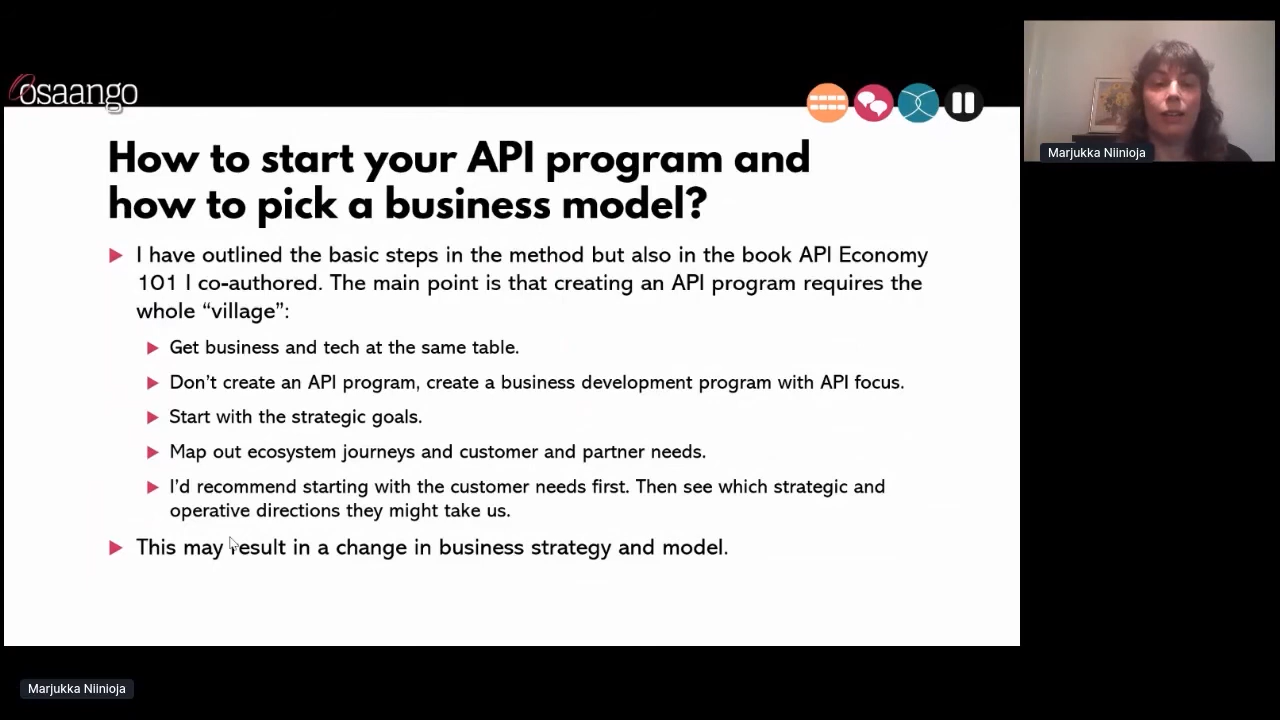 osaango
How to start your API program and
how to pick a business model?
I have outlined the basic steps in the method but also in the book API Economy
101 I co-authored. The main point is that creating an API program requires the
whole “village”:
Get business and tech at the same table.
Don’t create an API program, create a business development program with API focus.
Start with the strategic goals.
Map out ecosystem journeys and customer and partner needs.
I’d recommend starting with the customer needs first. Then see which strategic and
operative directions they might take us.
This may result in a change in business strategy and model.
Marjukka Niinioja
Marjukka Niinioja